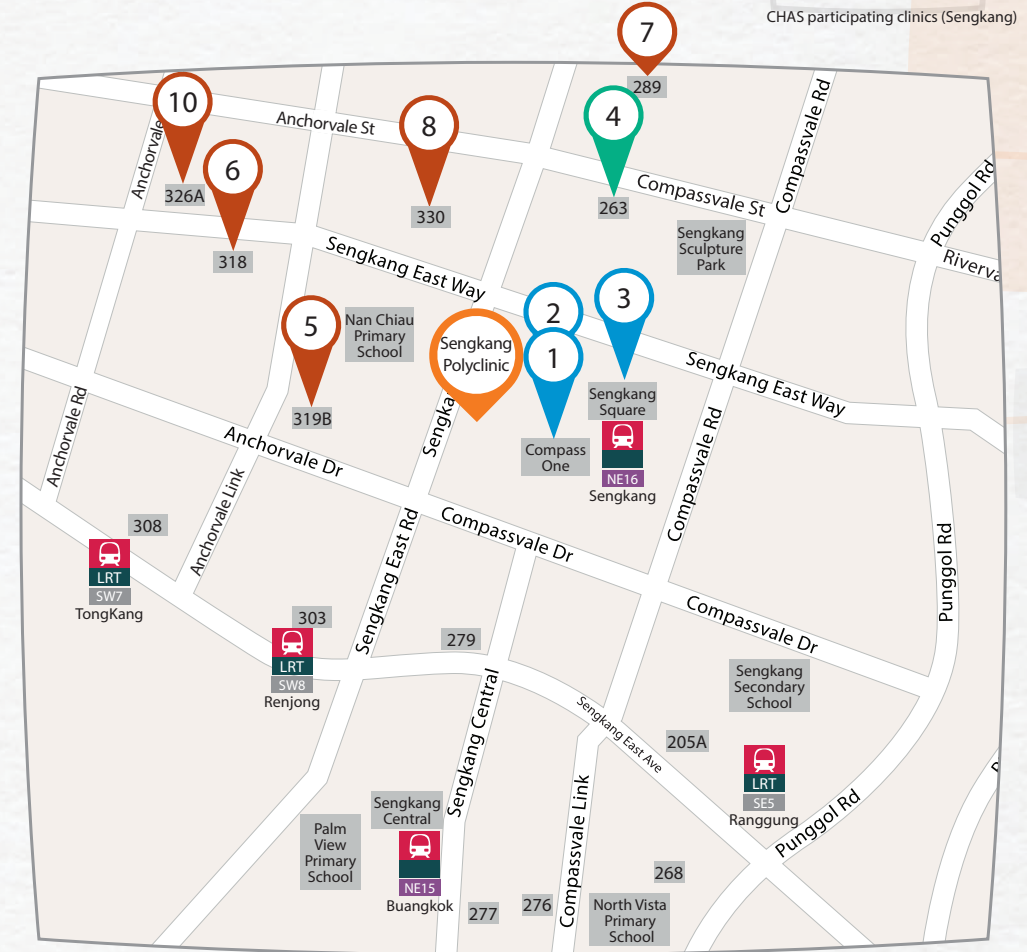 CHAS participating clinics (Sengkang)
7
289
10
Anchorvale St
8
4
Compassvale Rd
Anchorvale
6
326A
330
263
Compassvale St
Punggol Rd
318
Sengkang
Sculpture
Park
Riverva
Sengkang East Way
2
3
5
Nan Chiau
Primary
School
Sengkang
Polyclinic
1
Sengkang East Way
Sengkang
Square
319B
Sengka
Anchorvale Rd
Anchorvale Dr
Compass
One
NE16
Sengkang
Compassvale Rd
Anchorvale Link
308
LRT
SW7
TongKang
Sengkang East Rd
Compassvale Dr
Punggol Rd
Compassvale Dr
303
LRT
SW8
Renjong
279
Sengkang
Secondary
School
Sengkang Central
Sengkang East Ave
205A
LRT
SE5
Ranggung
Sengkang
Central
Compassvale Link
Punggol Rd
Palm
View
Primary
School
NE15
Buangkok
268
277
276
North Vista
Primary
School